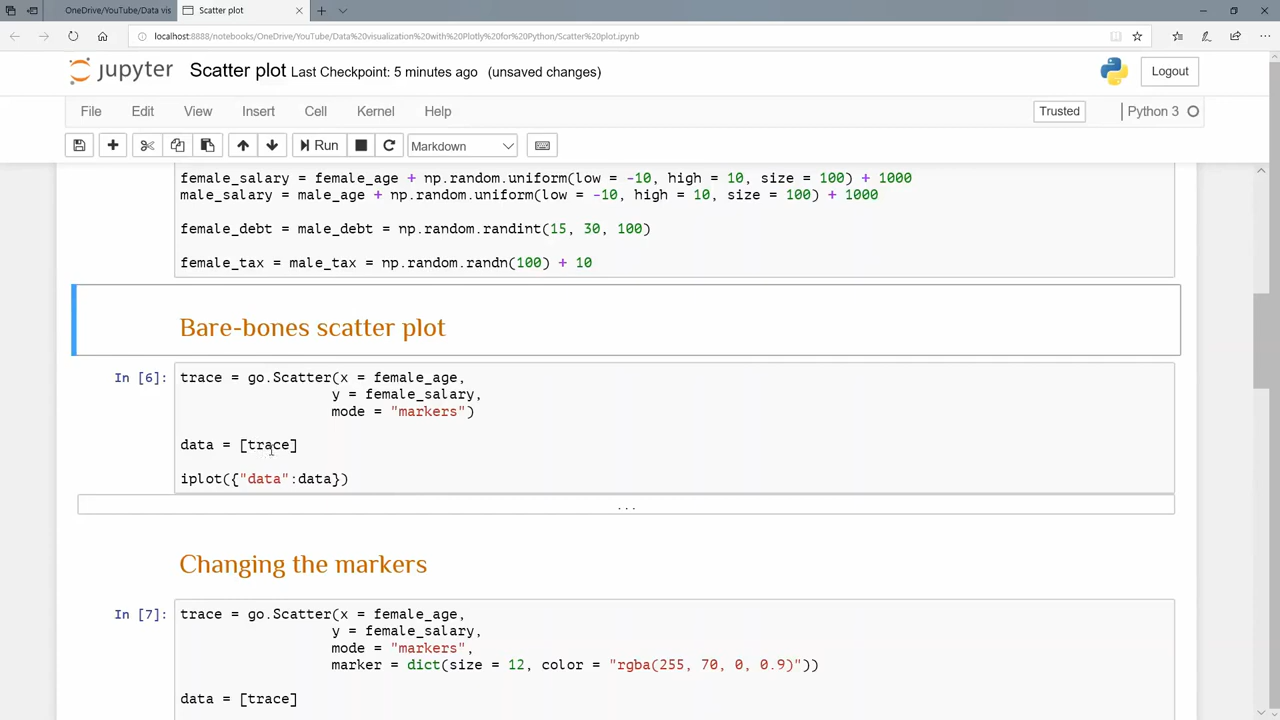 OneDrive/YouTube/Data vis
Scatter plot
localhost:8888/notebooks/OneDrive/YouTube/Data%20visualization%20with%20Plotly%20for%20Python/Scatter%20plot.ipynb
jupyter Scatter plot Last Checkpoint: 5 minutes ago (unsaved changes)
Logout
File Edit View Insert Cell Kernel Help
Trusted
Python 3
Run
Markdown
female_salary = female_age + np.random.uniform(low = -10, high = 10, size = 100) + 1000
male_salary = male_age + np.random.uniform(low = -10, high = 10, size = 100) + 1000
female_debt = male_debt = np.random.randint(15, 30, 100)
female_tax = male_tax = np.random.randn(100) + 10
Bare-bones scatter plot
In [6]: trace = go.Scatter(x = female_age,
y = female_salary,
mode = "markers")
data = [trace]
iplot({"data":data})
...
Changing the markers
In [7]: trace = go.Scatter(x = female_age,
y = female_salary,
mode = "markers",
marker = dict(size = 12, color = "rgba(255, 70, 0, 0.9)"))
data = [trace]